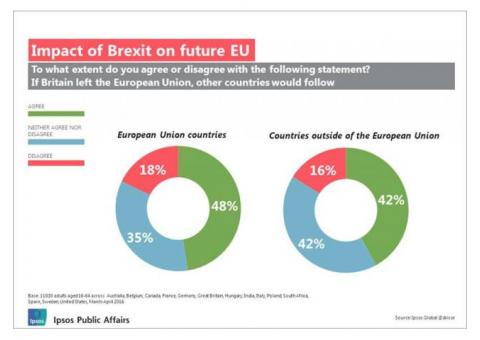 Impact of Brexit on future EU
To what extent do you agree or disagree with the following statement?
If Britain left the European Union, other countries would follow
AGREE
NEITHER AGREE NOR
DISAGREE
DISAGREE
European Union countries
18%
48%
35%
Countries outside of the European Union
16%
42%
42%
Base: 11030 adults aged 16-64 across Australia, Belgium, Canada, France, Germany, Great Britain, Hungary, India, Italy, Poland, South Africa,
Spain, Sweden, United States, March-April 2016
Ipsos
Ipsos Public Affairs
Source: Ipsos Global @dvisor